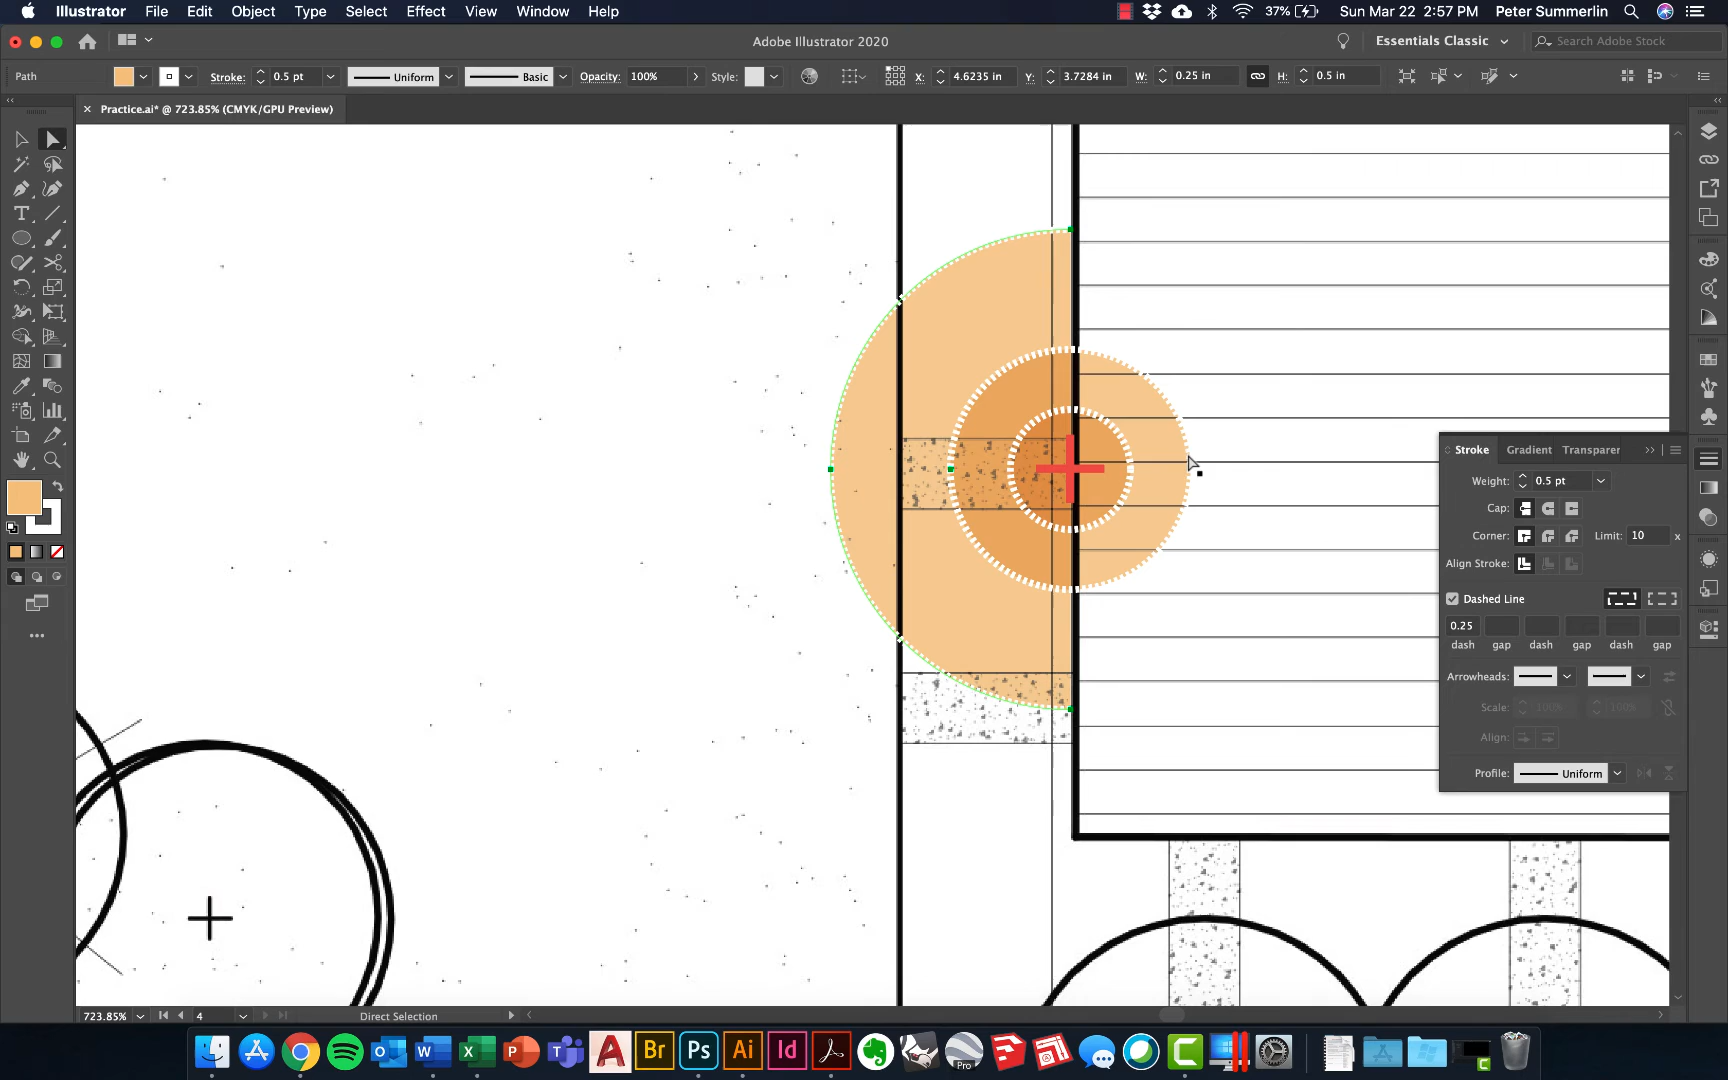 Illustrator File Edit Object Type Select Effect View Window Help 37% Sun Mar 22 2:57 PM Peter Summerlin
Adobe Illustrator 2020 Essentials Classic Search Adobe Stock
Path Stroke: 0.5 pt Uniform Basic Opacity: 100% Style: X: 4.6235 in Y: 3.7284 in W: 0.25 in H: 0.5 in
Practice.ai* @ 723.85% (CMYK/GPU Preview)
Stroke Gradient Transparer
Weight: 0.5 pt
Cap:
Corner: Limit: 10 x
Align Stroke:
Dashed Line
0.25
dash gap dash gap dash gap
Arrowheads:
Scale: 100% 100%
Align:
Profile: Uniform
723.85% 4 Direct Selection
W X P T Br Ps Ai Id Pro C